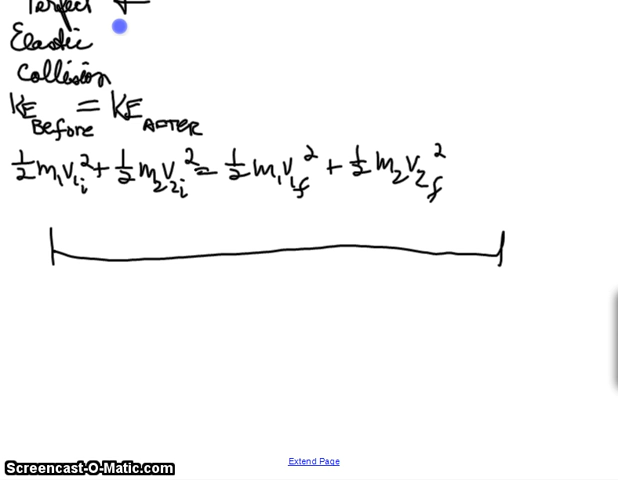 Perfect
Elastic
Collision
KE Before = KE AFTER
½m₁v₁ᵢ² + ½m₂v₂ᵢ² = ½m₁v₁f² + ½m₂v₂f²
Extend Page
Screencast-O-Matic.com